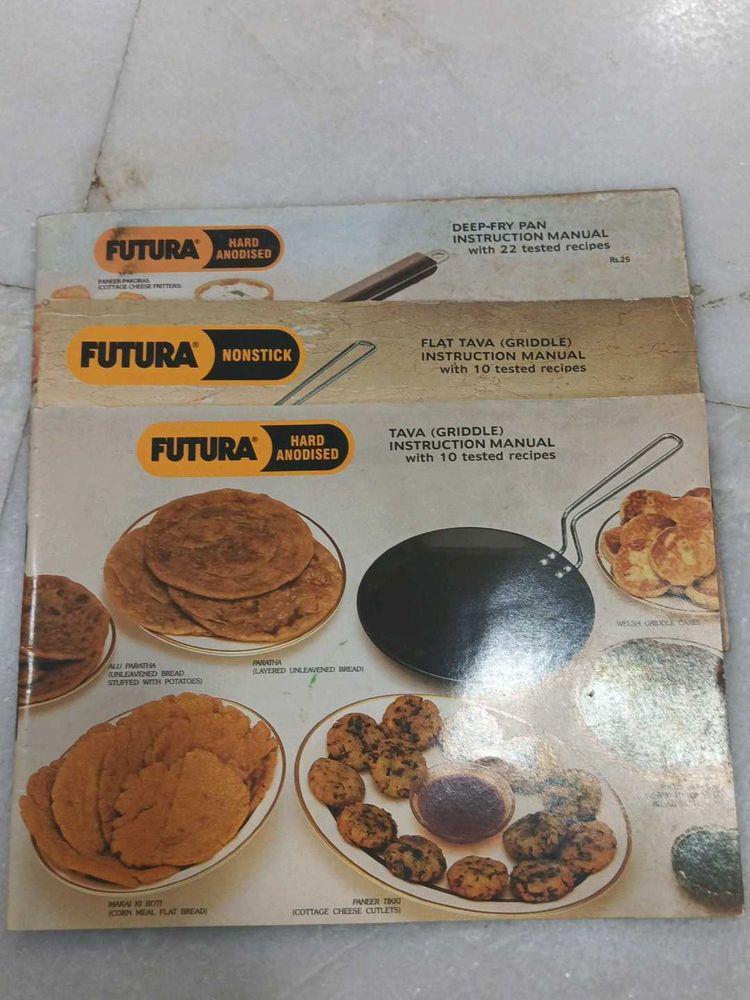 FUTURA®
HARD
ANODISED
DEEP-FRY PAN
INSTRUCTION MANUAL
with 22 tested recipes
Rs.25
PANEER PAKORAS
(COTTAGE CHEESE FRITTERS)
FUTURA®
NONSTICK
FLAT TAVA (GRIDDLE)
INSTRUCTION MANUAL
with 10 tested recipes
FUTURA®
HARD
ANODISED
TAVA (GRIDDLE)
INSTRUCTION MANUAL
with 10 tested recipes
WELSH GRIDDLE CAKES
ALU PARATHA
(UNLEAVENED BREAD
STUFFED WITH POTATOES)
PARATHA
(LAYERED UNLEAVENED BREAD)
MAKAI KI ROTI
(CORN MEAL FLAT BREAD)
PANEER TIKKI
(COTTAGE CHEESE CUTLETS)